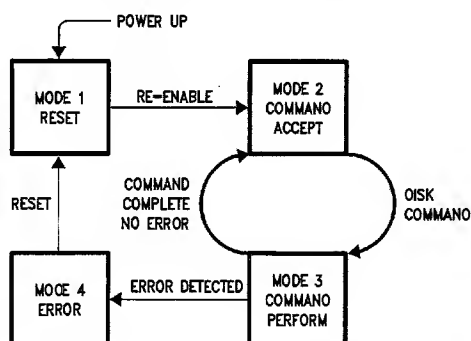 POWER UP
MODE 1
RESET
RE-ENABLE
MODE 2
COMMANO
ACCEPT
COMMAND
COMPLETE
NO ERROR
OISK
COMMANO
RESET
MOCE 4
ERROR
ERROR DETECTED
MODE 3
COMMANO
PERFORM